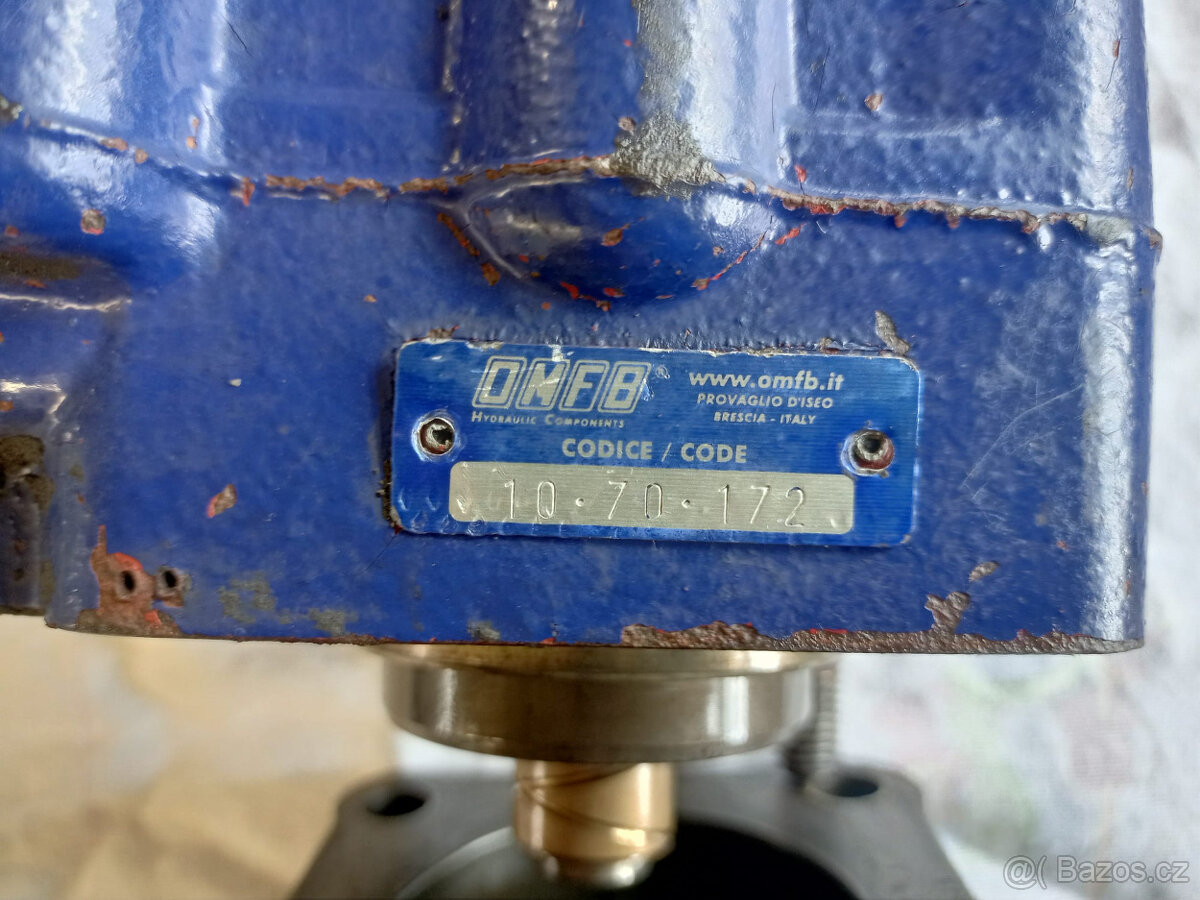 OMFB®
HYDRAULIC COMPONENTS
www.omfb.it
PROVAGLIO D'ISEO
BRESCIA - ITALY
CODICE / CODE
10·70·172
@( Bazos.cz